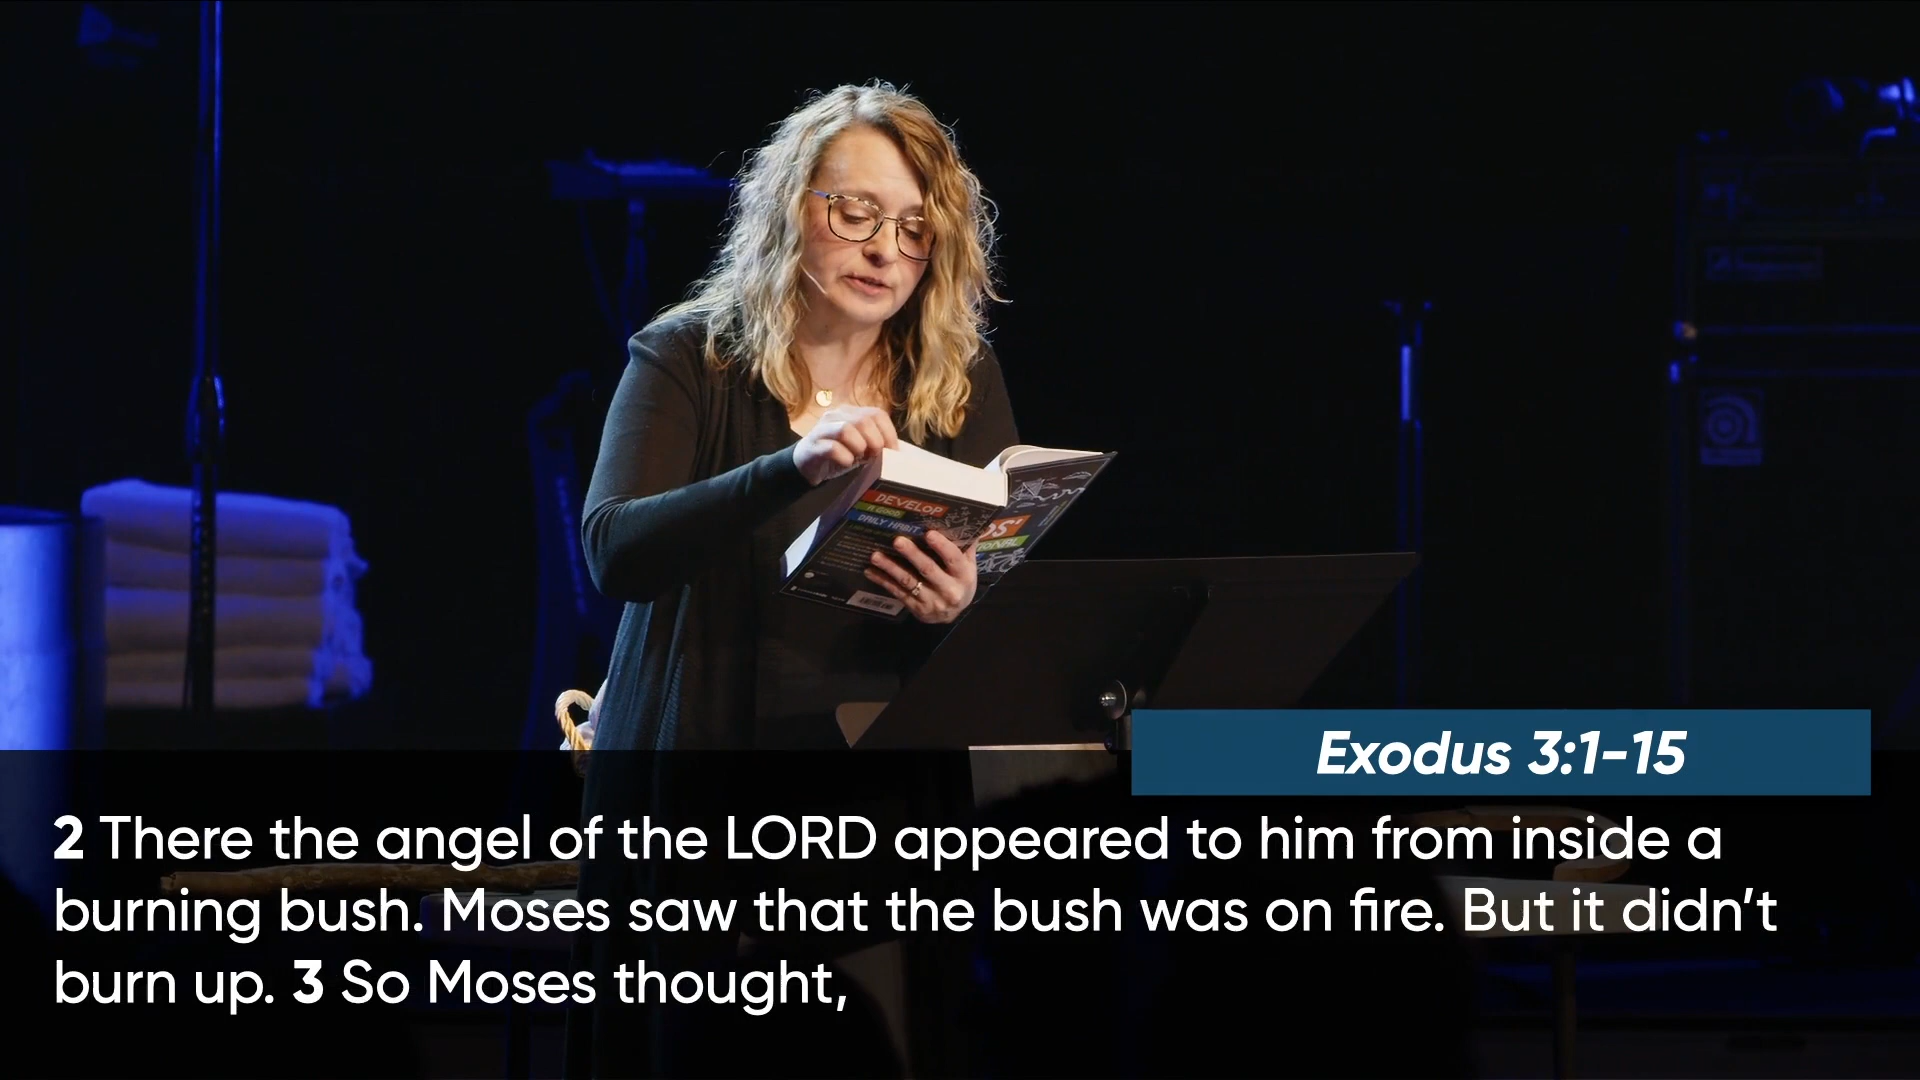 DEVELOP
A GOOD
DAILY HABIT
Exodus 3:1-15
2 There the angel of the LORD appeared to him from inside a
burning bush. Moses saw that the bush was on fire. But it didn’t
burn up. 3 So Moses thought,